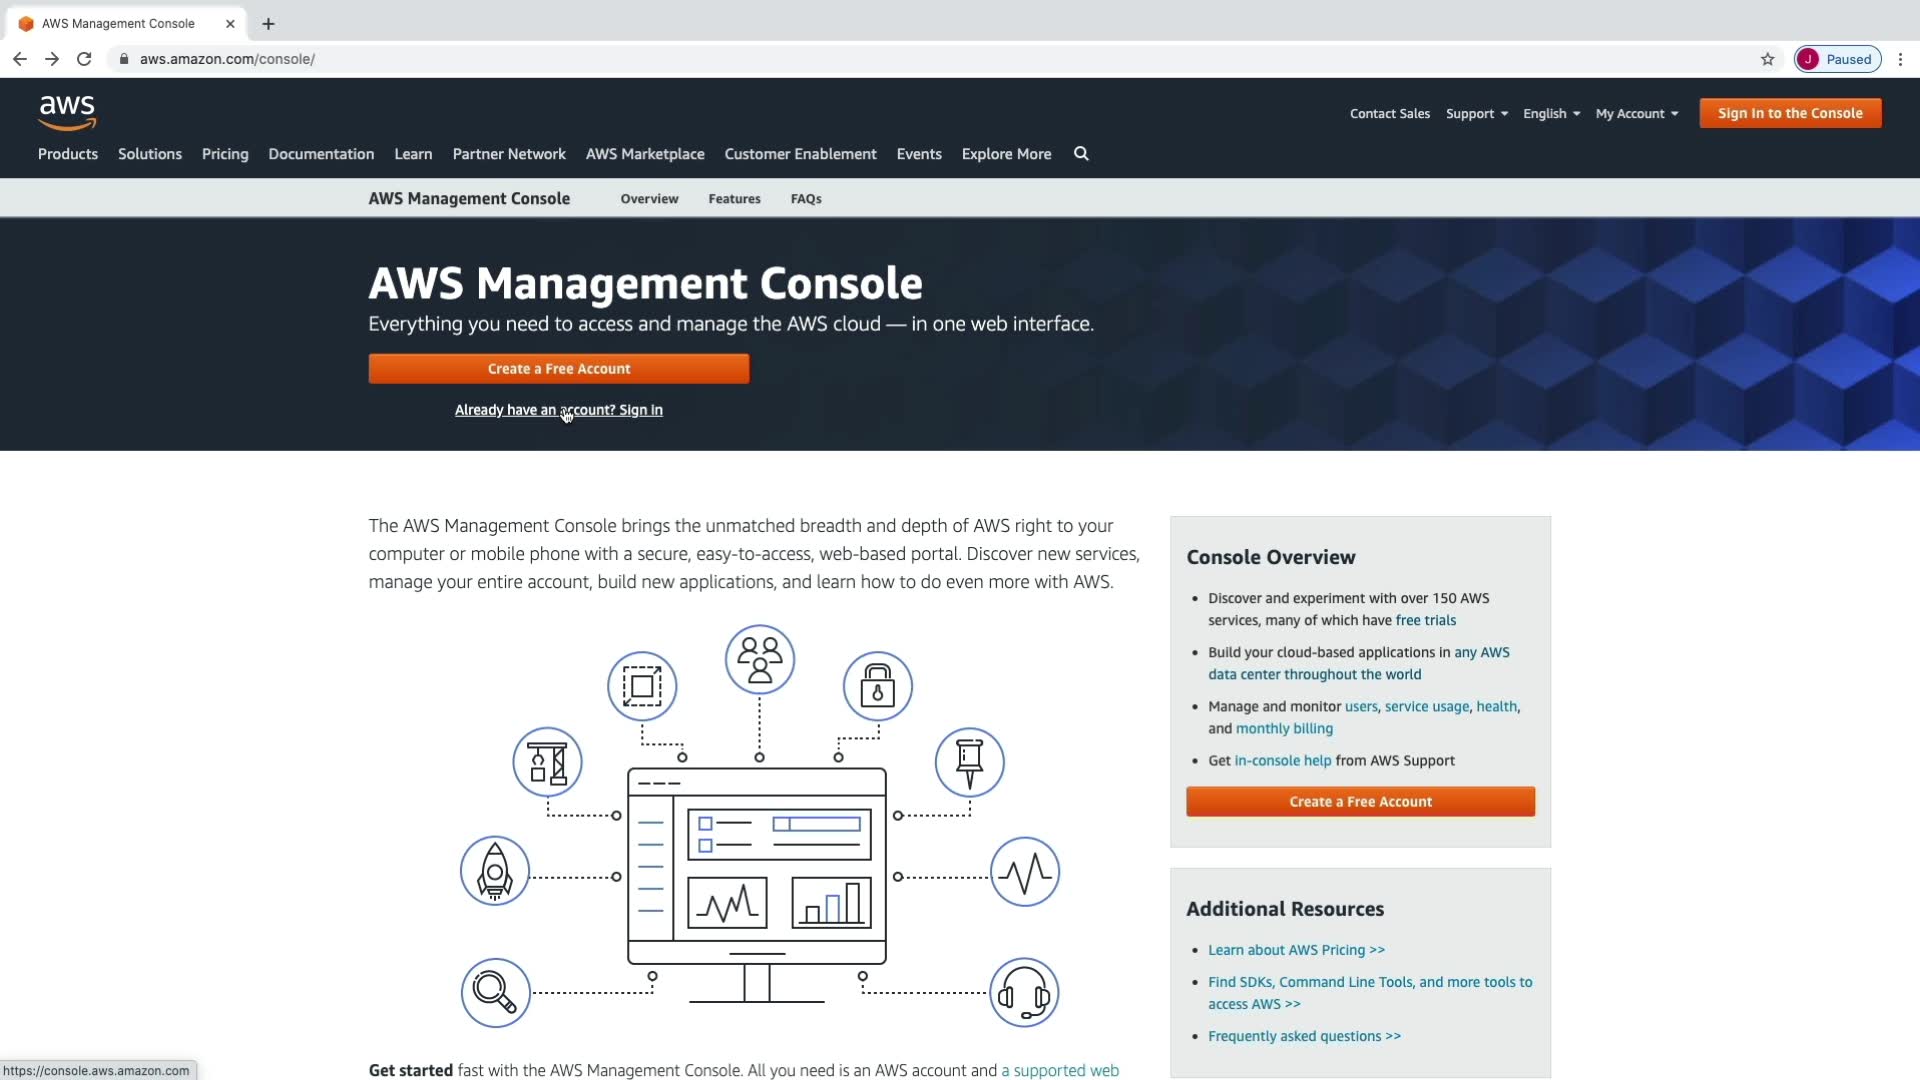 AWS Management Console
aws.amazon.com/console/
J Paused
aws
Contact Sales Support English My Account Sign In to the Console
Products Solutions Pricing Documentation Learn Partner Network AWS Marketplace Customer Enablement Events Explore More
AWS Management Console Overview Features FAQs
AWS Management Console
Everything you need to access and manage the AWS cloud — in one web interface.
Create a Free Account
Already have an account? Sign in
The AWS Management Console brings the unmatched breadth and depth of AWS right to your
computer or mobile phone with a secure, easy-to-access, web-based portal. Discover new services,
manage your entire account, build new applications, and learn how to do even more with AWS.
Get started fast with the AWS Management Console. All you need is an AWS account and a supported web
Console Overview
• Discover and experiment with over 150 AWS
services, many of which have free trials
• Build your cloud-based applications in any AWS
data center throughout the world
• Manage and monitor users, service usage, health,
and monthly billing
• Get in-console help from AWS Support
Create a Free Account
Additional Resources
• Learn about AWS Pricing >>
• Find SDKs, Command Line Tools, and more tools to
access AWS >>
• Frequently asked questions >>
https://console.aws.amazon.com